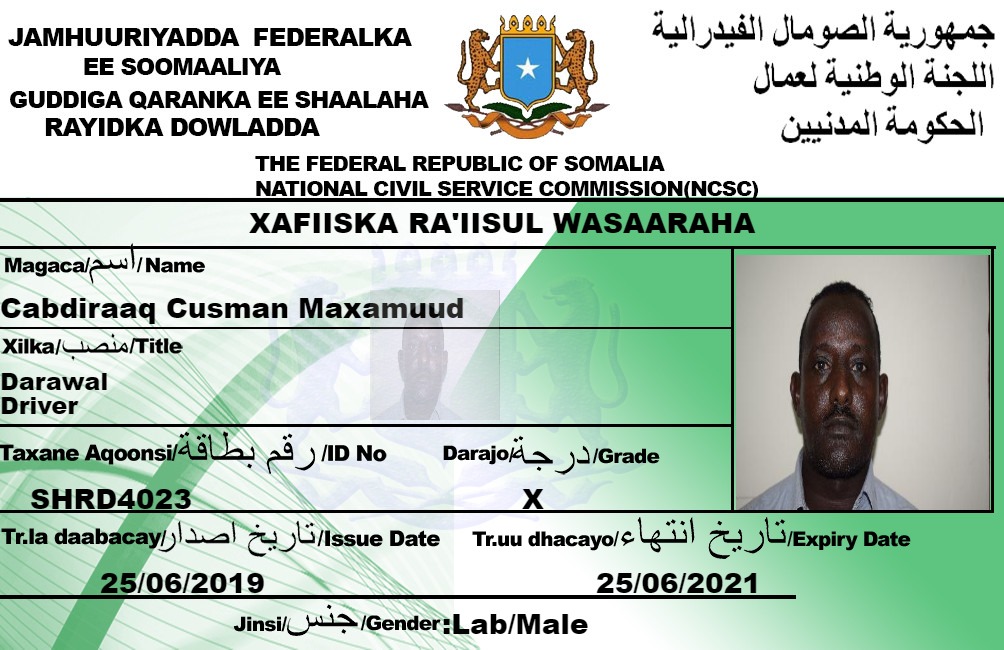 JAMHUURIYADDA FEDERALKA
EE SOOMAALIYA
GUDDIGA QARANKA EE SHAALAHA
RAYIDKA DOWLADDA
جمهورية الصومال الفيدرالية
اللجنة الوطنية لعمال
الحكومة المدنيين
THE FEDERAL REPUBLIC OF SOMALIA
NATIONAL CIVIL SERVICE COMMISSION(NCSC)
XAFIISKA RA'IISUL WASAARAHA
Magaca/اسم/Name
Cabdiraaq Cusman Maxamuud
Xilka/منصب/Title
Darawal
Driver
Taxane Aqoonsi/رقم بطاقة/ID No
SHRD4023
Darajo/درجة/Grade
X
Tr.la daabacay/تاريخ اصدار/Issue Date
25/06/2019
Tr.uu dhacayo/تاريخ انتهاء/Expiry Date
25/06/2021
Jinsi/جنس/Gender:Lab/Male